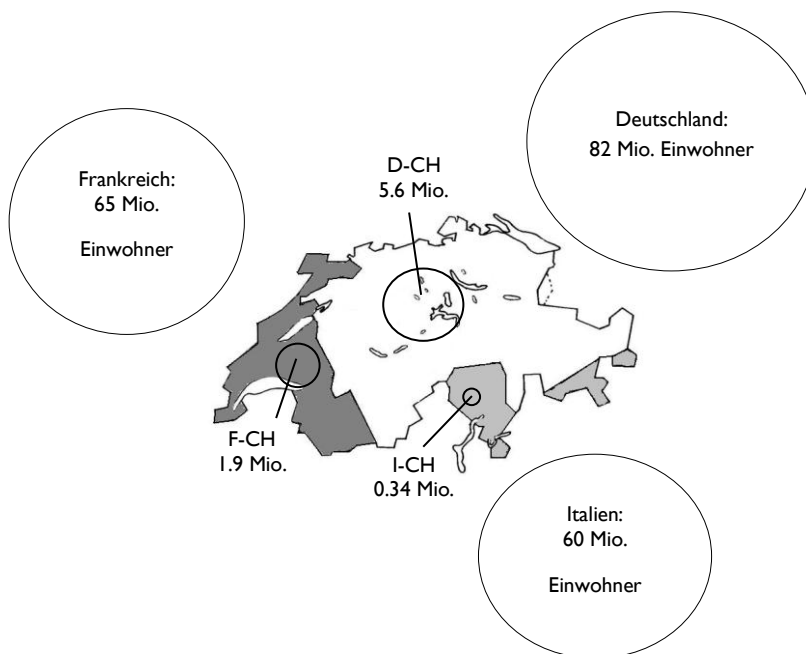 Deutschland:
82 Mio. Einwohner
Frankreich:
65 Mio.
Einwohner
D-CH
5.6 Mio.
F-CH
1.9 Mio.
I-CH
0.34 Mio.
Italien:
60 Mio.
Einwohner